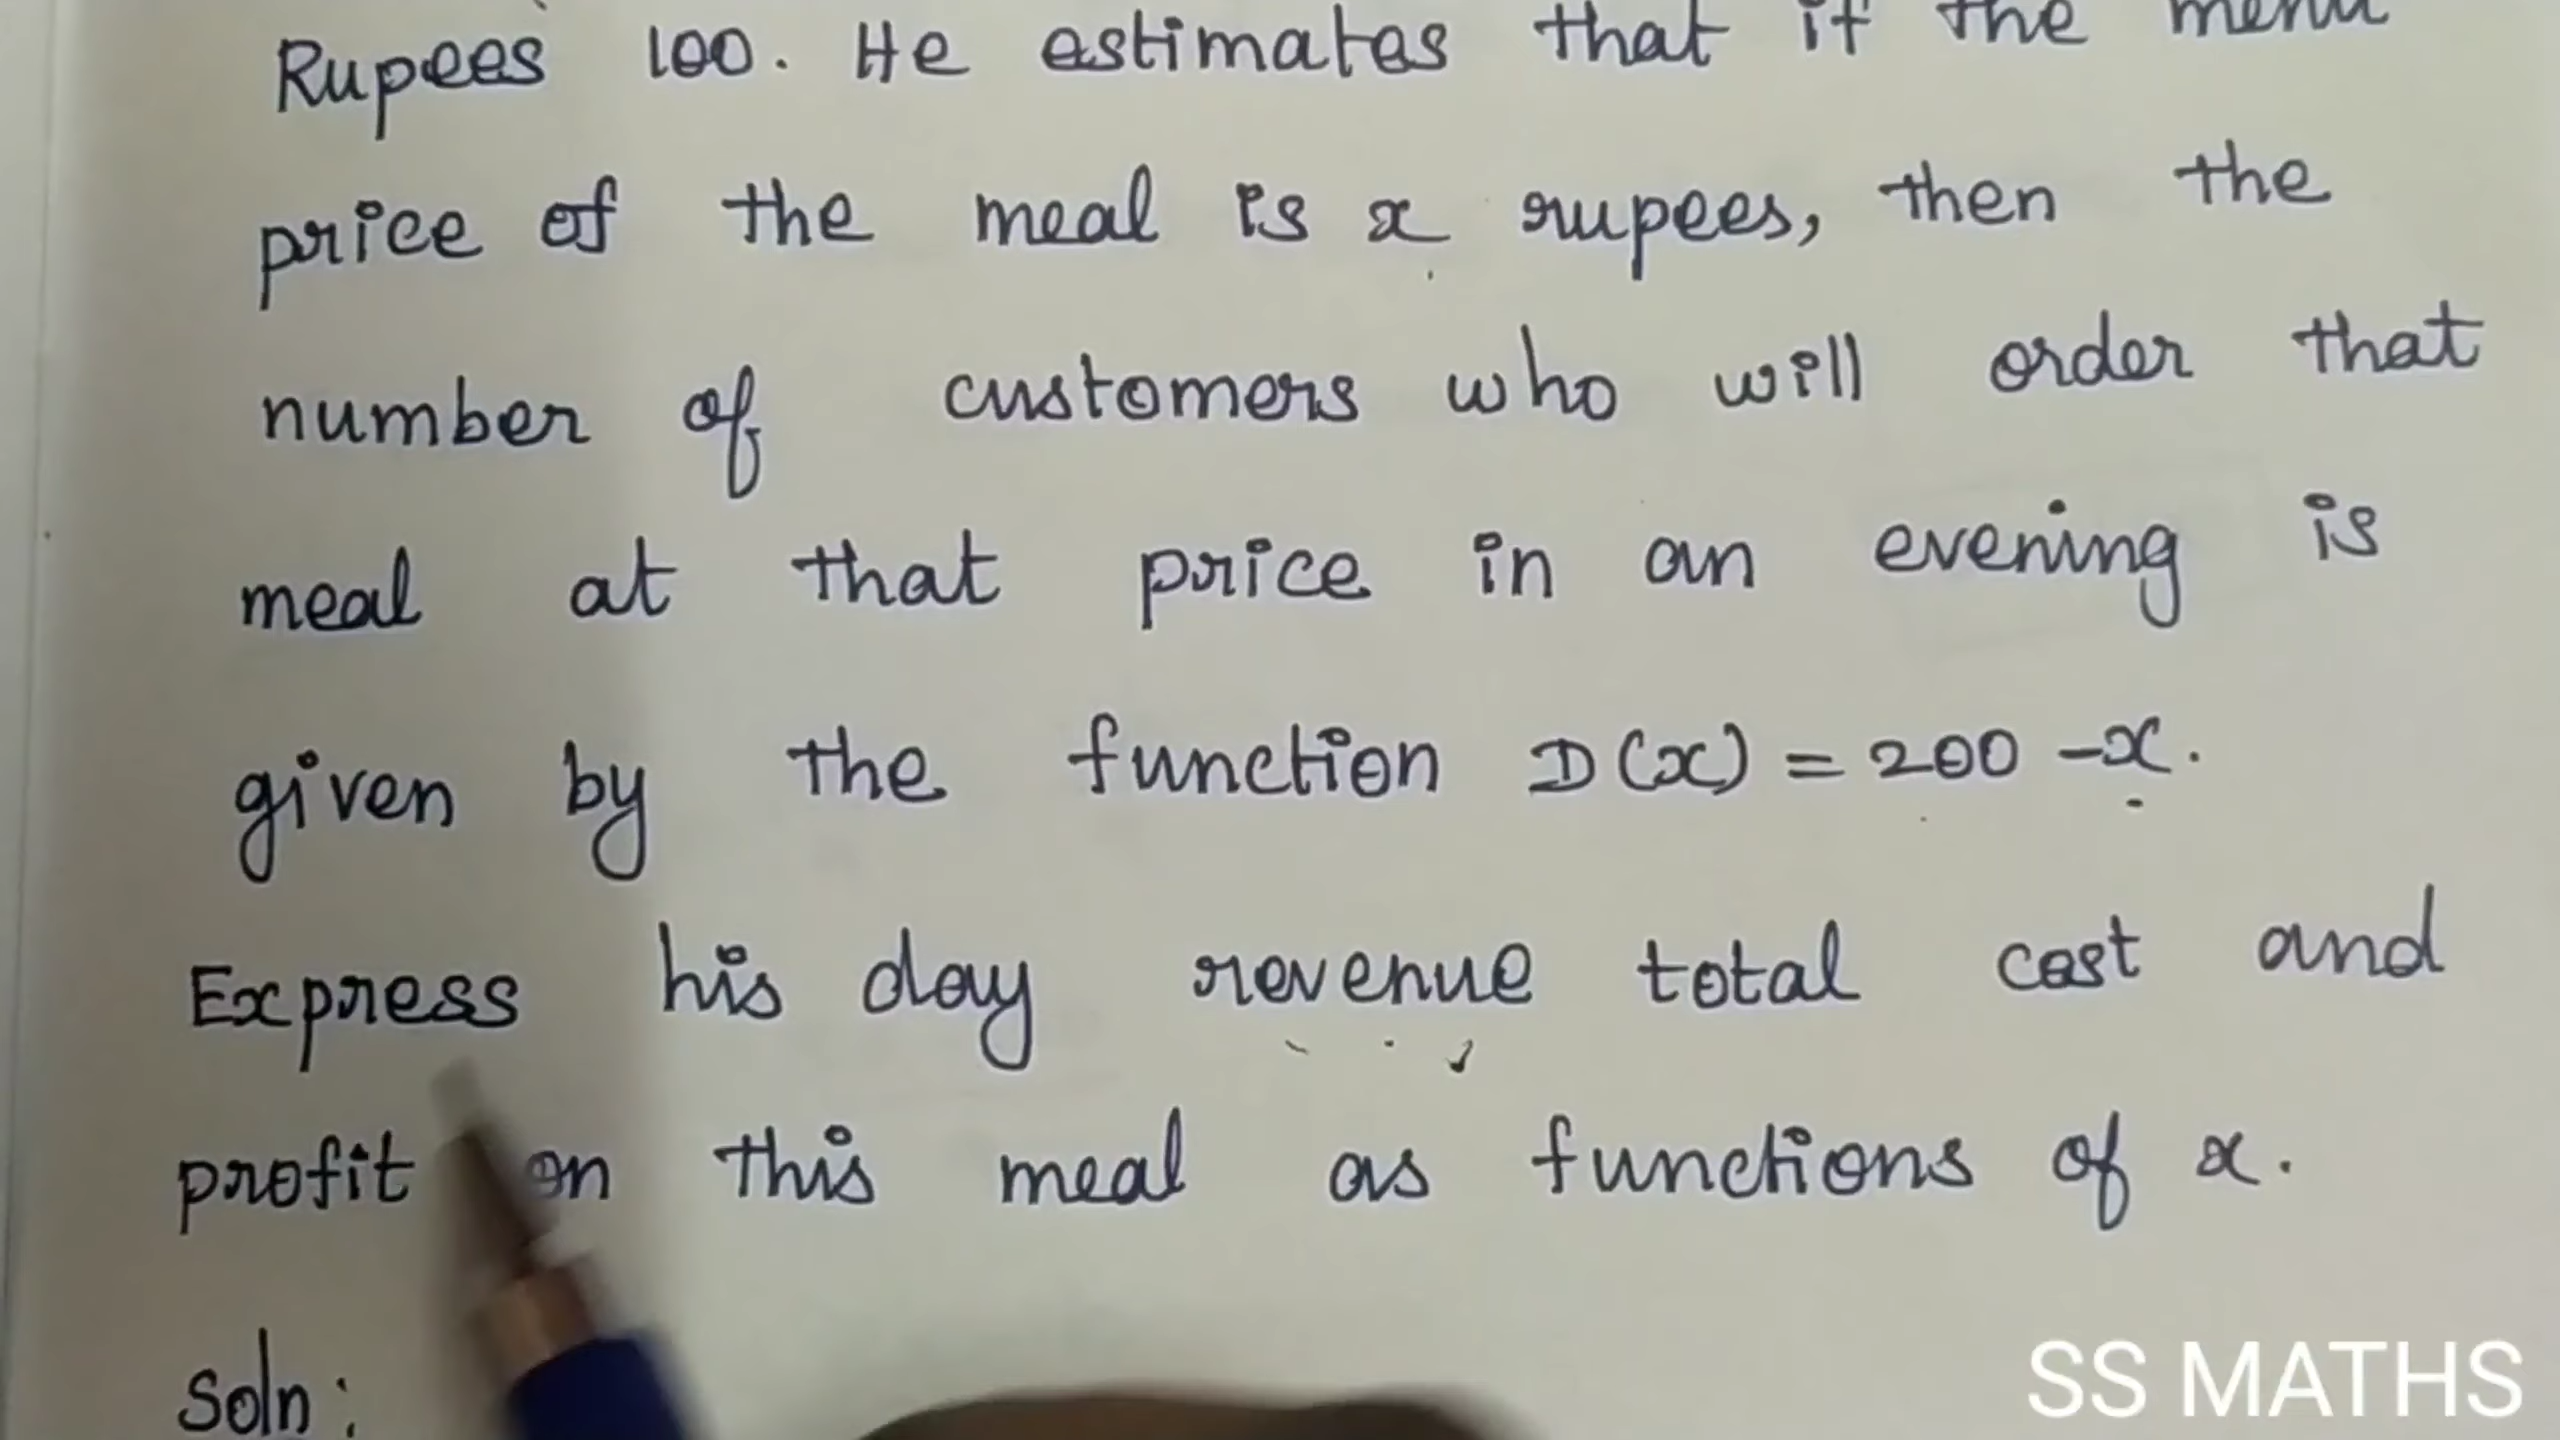 Rupees 100. He estimates that if the menu
price of the meal is x rupees, then the
number of customers who will order that
meal at that price in an evening is
given by the function D(x) = 200 - x.
Express his day revenue total cost and
profit on this meal as functions of x.
Soln:
SS MATHS